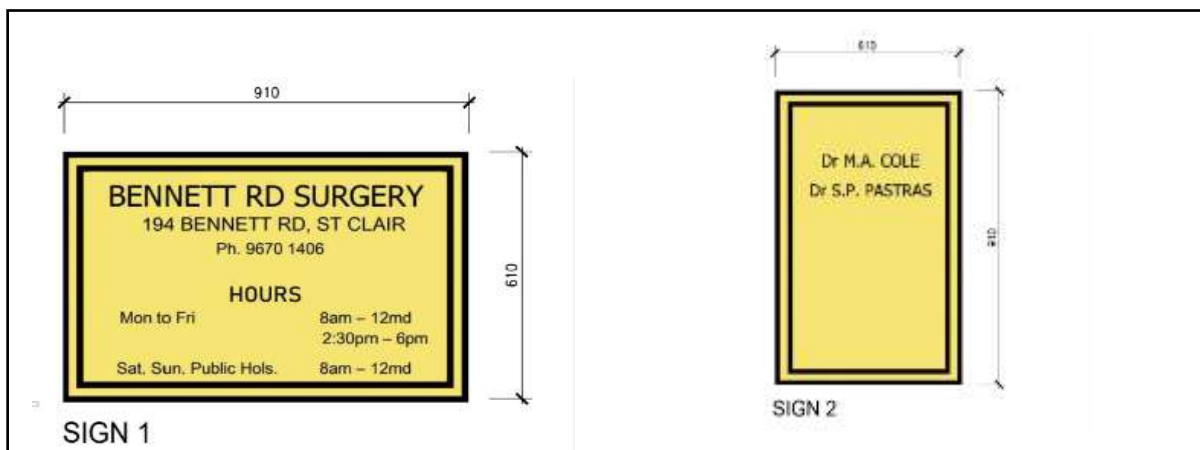 910
BENNETT RD SURGERY
194 BENNETT RD, ST CLAIR
Ph. 9670 1406
HOURS
Mon to Fri 8am – 12md
2:30pm – 6pm
Sat. Sun. Public Hols. 8am – 12md
610
SIGN 1
610
Dr M.A. COLE
Dr S.P. PASTRAS
910
SIGN 2